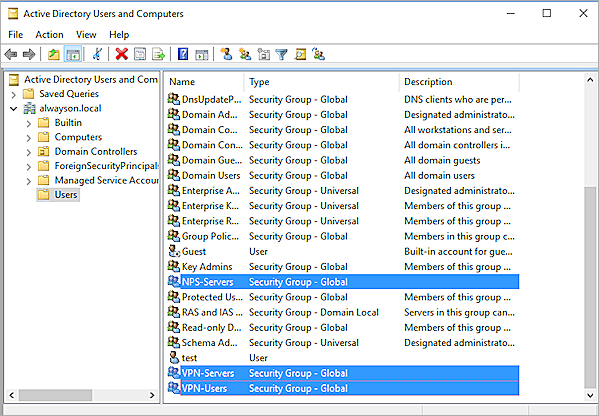 Active Directory Users and Computers
File Action View Help
Active Directory Users and Com
Saved Queries
alwayson.local
Builtin
Computers
Domain Controllers
ForeignSecurityPrincipals
Managed Service Accour
Users
Name Type Description
DnsUpdateP... Security Group - Global DNS clients who are per...
Domain Ad... Security Group - Global Designated administrato...
Domain Co... Security Group - Global All workstations and ser...
Domain Con... Security Group - Global All domain controllers i...
Domain Gue... Security Group - Global All domain guests
Domain Users Security Group - Global All domain users
Enterprise A... Security Group - Universal Designated administrato...
Enterprise K... Security Group - Universal Members of this group ...
Enterprise R... Security Group - Universal Members of this group ...
Group Polic... Security Group - Global Members in this group c...
Guest User Built-in account for gue...
Key Admins Security Group - Global Members of this group ...
NPS-Servers Security Group - Global
Protected Us... Security Group - Global Members of this group ...
RAS and IAS ... Security Group - Domain Local Servers in this group can...
Read-only D... Security Group - Global Members of this group ...
Schema Ad... Security Group - Universal Designated administrato...
test User
VPN-Servers Security Group - Global
VPN-Users Security Group - Global